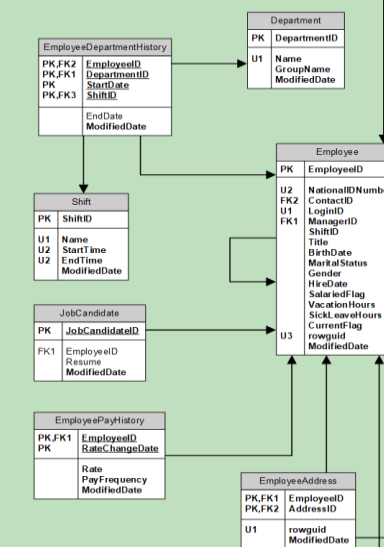 Department
PK DepartmentID
U1 Name
GroupName
ModifiedDate
EmployeeDepartmentHistory
PK,FK2 EmployeeID
PK,FK1 DepartmentID
PK StartDate
PK,FK3 ShiftID
EndDate
ModifiedDate
Employee
PK EmployeeID
U2 NationalIDNumbe
FK2 ContactID
U1 LoginID
FK1 ManagerID
ShiftID
Title
BirthDate
MaritalStatus
Gender
HireDate
SalariedFlag
VacationHours
SickLeaveHours
CurrentFlag
U3 rowguid
ModifiedDate
Shift
PK ShiftID
U1 Name
U2 StartTime
U2 EndTime
ModifiedDate
JobCandidate
PK JobCandidateID
FK1 EmployeeID
Resume
ModifiedDate
EmployeePayHistory
PK,FK1 EmployeeID
PK RateChangeDate
Rate
PayFrequency
ModifiedDate
EmployeeAddress
PK,FK1 EmployeeID
PK,FK2 AddressID
U1 rowguid
ModifiedDate